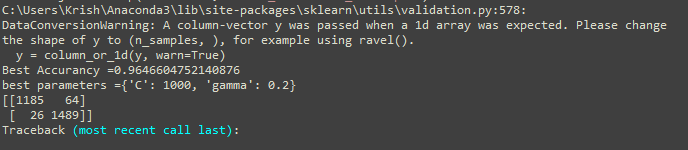 C:\Users\Krish\Anaconda3\lib\site-packages\sklearn\utils\validation.py:578:
DataConversionWarning: A column-vector y was passed when a 1d array was expected. Please change
the shape of y to (n_samples, ), for example using ravel().
  y = column_or_1d(y, warn=True)
Best Accurancy =0.9646604752140876
best parameters ={'C': 1000, 'gamma': 0.2}
[[1185   64]
 [  26 1489]]
Traceback (most recent call last):